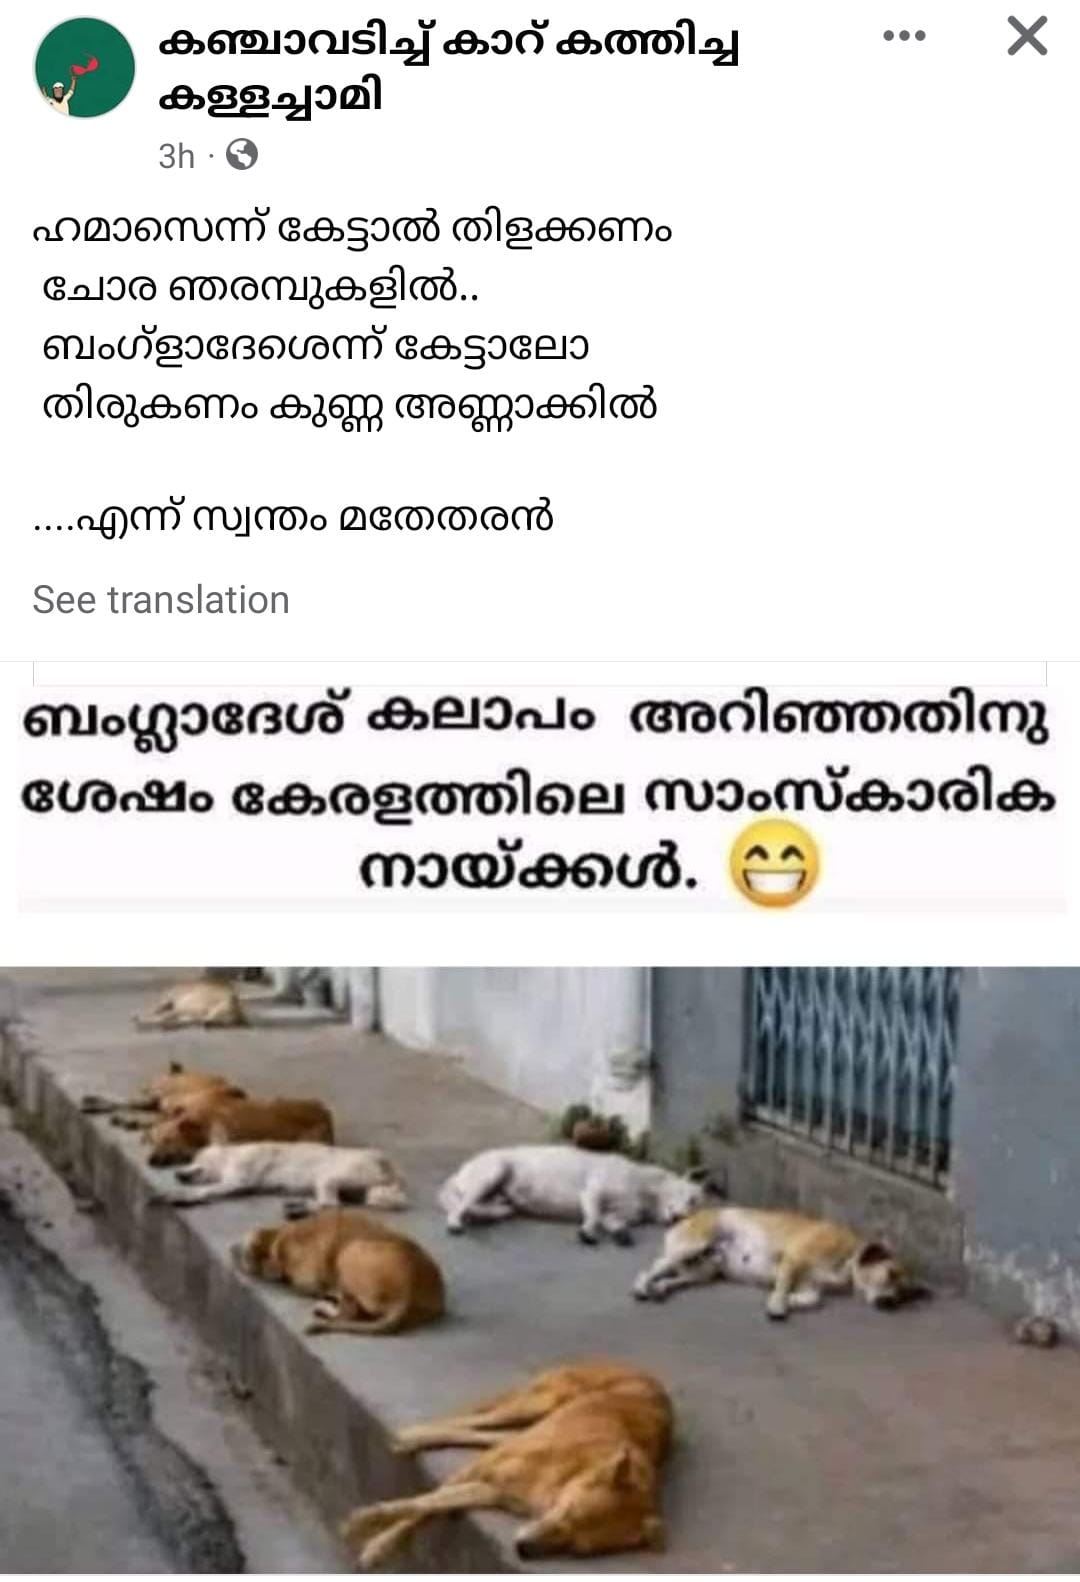 കഞ്ചാവടിച്ച് കാറ് കത്തിച്ച
കള്ളച്ചാമി
3h ·
ഹമാസെന്ന് കേട്ടാൽ തിളക്കണം
ചോര ഞരമ്പുകളിൽ..
ബംഗ്ളാദേശെന്ന് കേട്ടാലോ
തിരുകണം കുണ്ണ അണ്ണാക്കിൽ
....എന്ന് സ്വന്തം മതേതരൻ
See translation
ബംഗ്ലാദേശ് കലാപം അറിഞ്ഞതിനു
ശേഷം കേരളത്തിലെ സാംസ്കാരിക
നായ്ക്കൾ. 😁